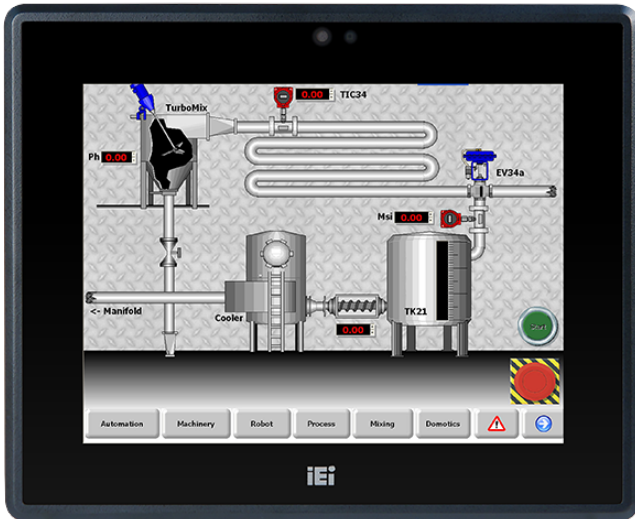 0.00 TIC34
TurboMix
Ph 0.00
EV34a
Msi 0.00
<- Manifold
Cooler
TK21
0.00
Start
Automation
Machinery
Robot
Process
Mixing
Domotics
iEi